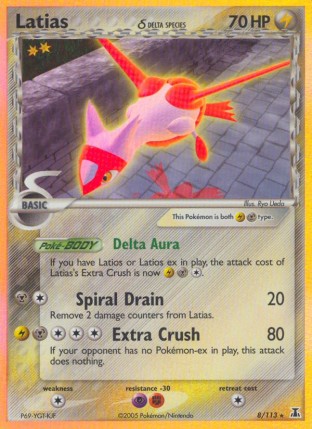 Latias δ DELTA SPECIES 70 HP
Illus. Ryo Ueda
δ
BASIC
This Pokémon is both type.
Poké-BODY Delta Aura
If you have Latios or Latios ex in play, the attack cost
of Latias's Extra Crush is now
Spiral Drain 20
Remove 2 damage counters from Latias.
Extra Crush 80
If your opponent has no Pokémon-ex in play, this attack
does nothing.
weakness resistance -30 retreat cost
P69-YGT-KJF ©2005 Pokémon/Nintendo 8/113 ★